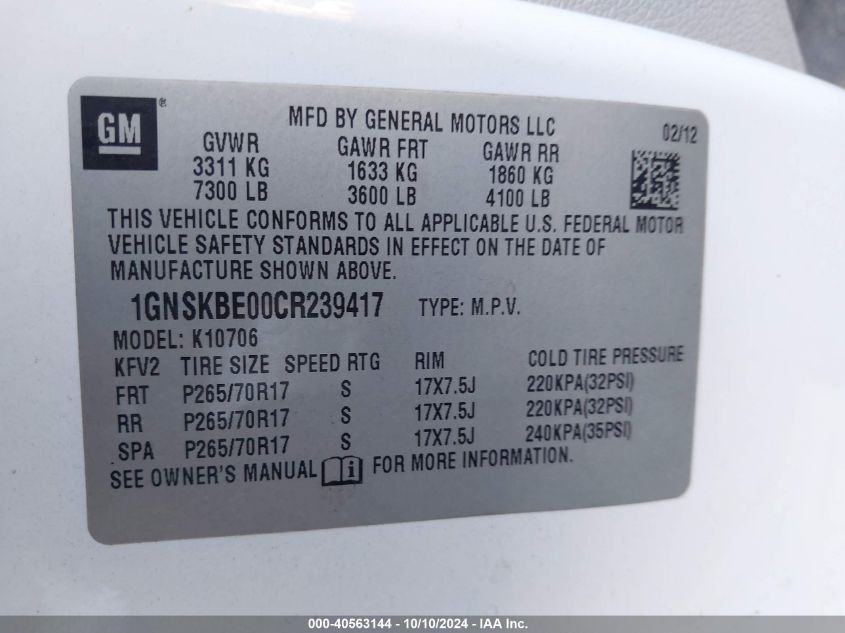 GM ®
MFD BY GENERAL MOTORS LLC 02/12
GVWR GAWR FRT GAWR RR
3311 KG 1633 KG 1860 KG
7300 LB 3600 LB 4100 LB
THIS VEHICLE CONFORMS TO ALL APPLICABLE U.S. FEDERAL MOTOR
VEHICLE SAFETY STANDARDS IN EFFECT ON THE DATE OF
MANUFACTURE SHOWN ABOVE.
1GNSKBE00CR239417 TYPE: M.P.V.
MODEL: K10706
KFV2 TIRE SIZE SPEED RTG RIM COLD TIRE PRESSURE
FRT P265/70R17 S 17X7.5J 220KPA(32PSI)
RR P265/70R17 S 17X7.5J 220KPA(32PSI)
SPA P265/70R17 S 17X7.5J 240KPA(35PSI)
SEE OWNER'S MANUAL i FOR MORE INFORMATION.
000-40563144 - 10/10/2024 - IAA Inc.